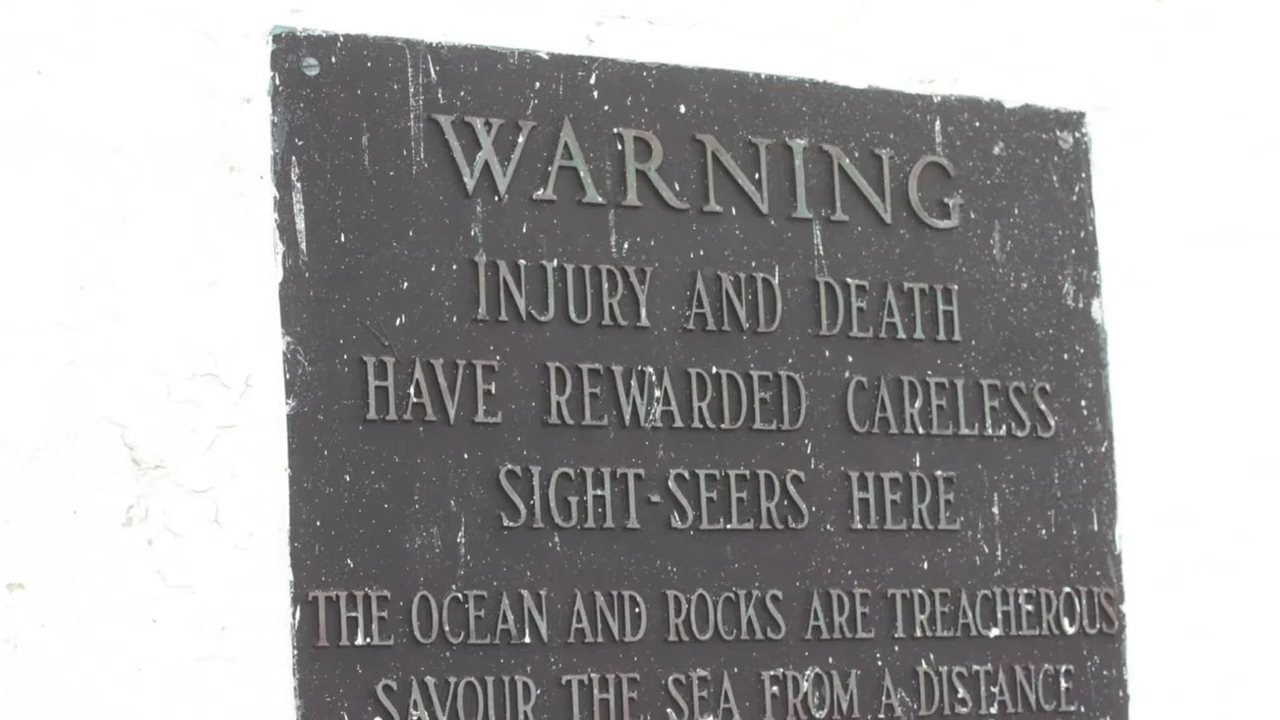 WARNING
INJURY AND DEATH
HAVE REWARDED CARELESS
SIGHT-SEERS HERE
THE OCEAN AND ROCKS ARE TREACHEROUS
SAVOUR THE SEA FROM A DISTANCE.